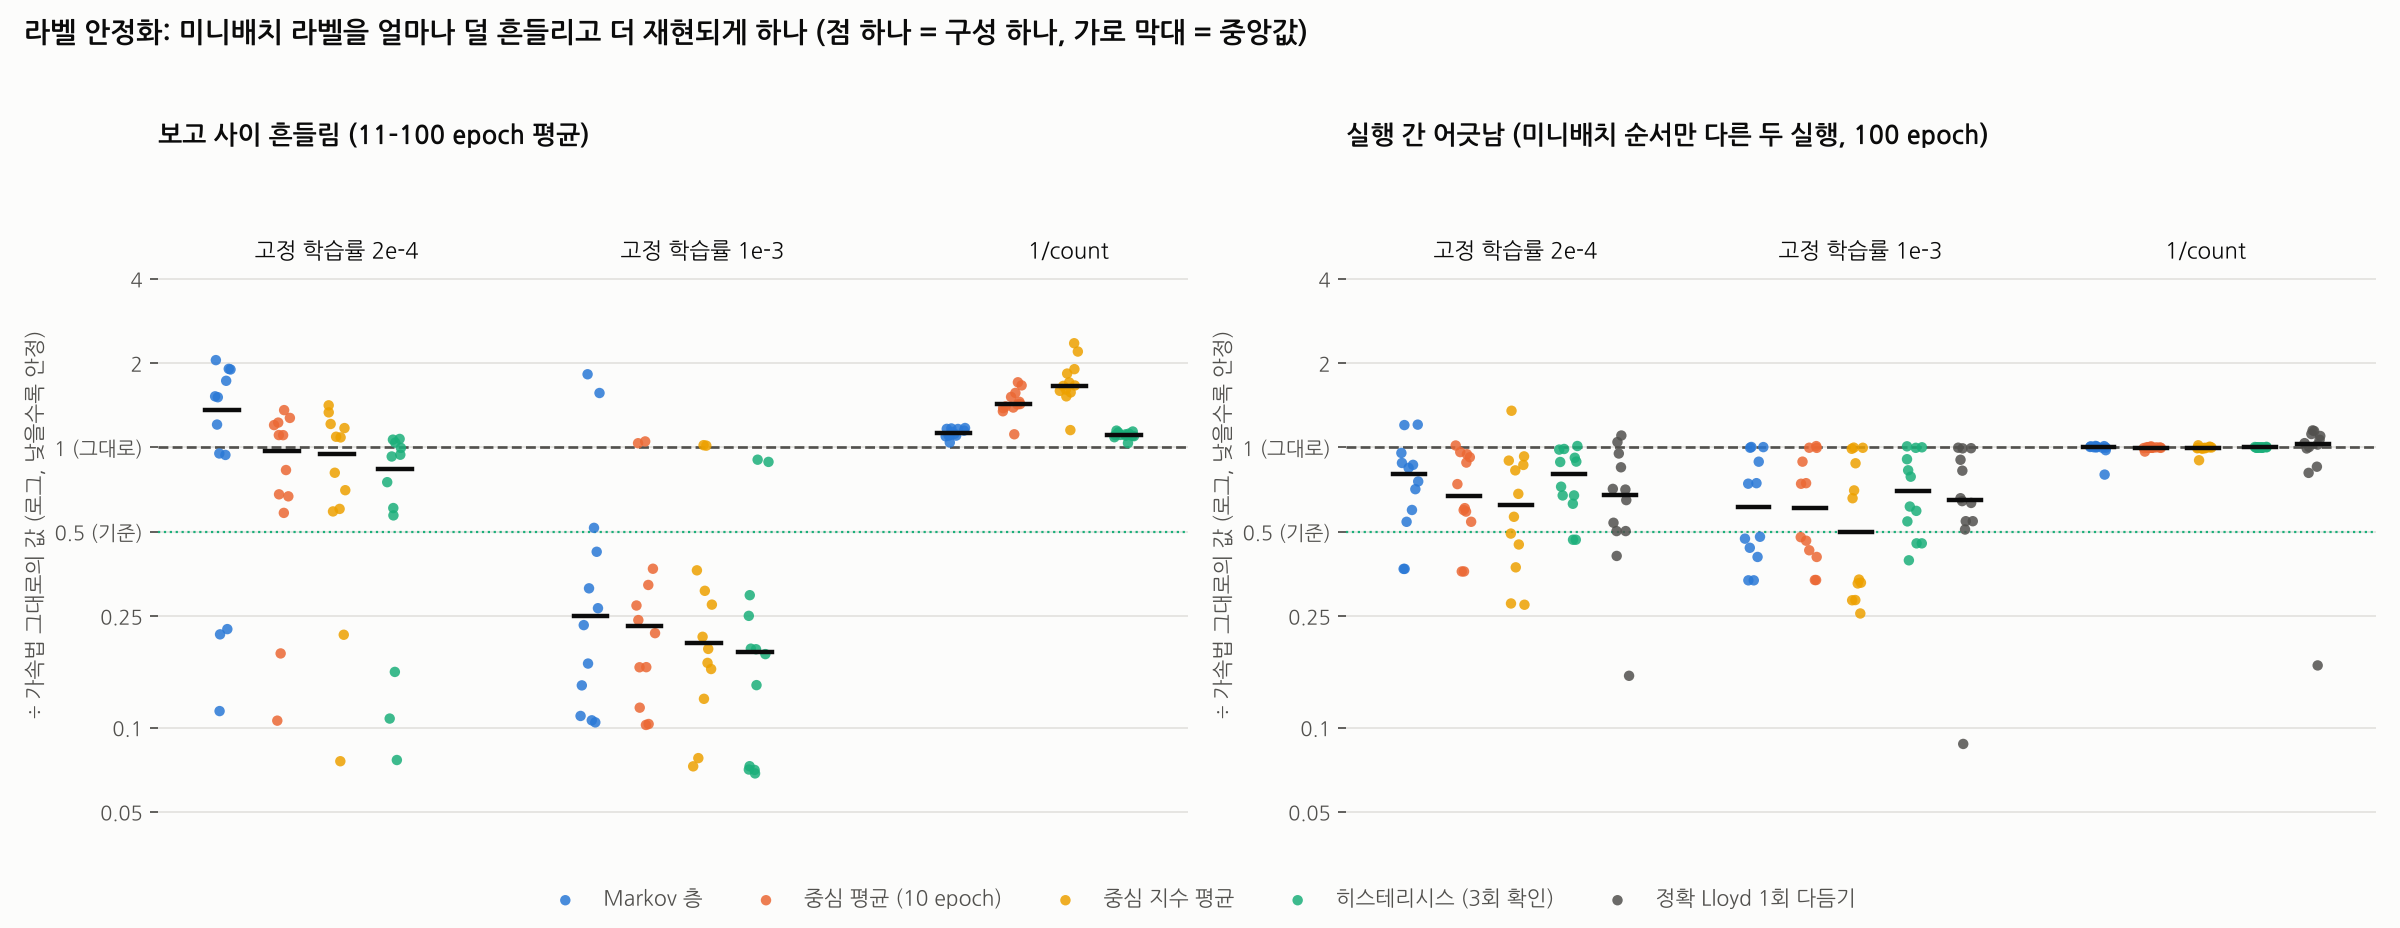 라벨 안정화: 미니배치 라벨을 얼마나 덜 흔들리고 더 재현되게 하나 (점 하나 = 구성 하나, 가로 막대 = 중앙값)
보고 사이 흔들림 (11-100 epoch 평균)
고정 학습률 2e-4
고정 학습률 1e-3
1/count
÷ 가속법 그대로의 값 (로그, 낮을수록 안정)
4
2
1 (그대로)
0.5 (기준)
0.25
0.1
0.05
실행 간 어긋남 (미니배치 순서만 다른 두 실행, 100 epoch)
고정 학습률 2e-4
고정 학습률 1e-3
1/count
÷ 가속법 그대로의 값 (로그, 낮을수록 안정)
4
2
1 (그대로)
0.5 (기준)
0.25
0.1
0.05
Markov 층
중심 평균 (10 epoch)
중심 지수 평균
히스테리시스 (3회 확인)
정확 Lloyd 1회 다듬기